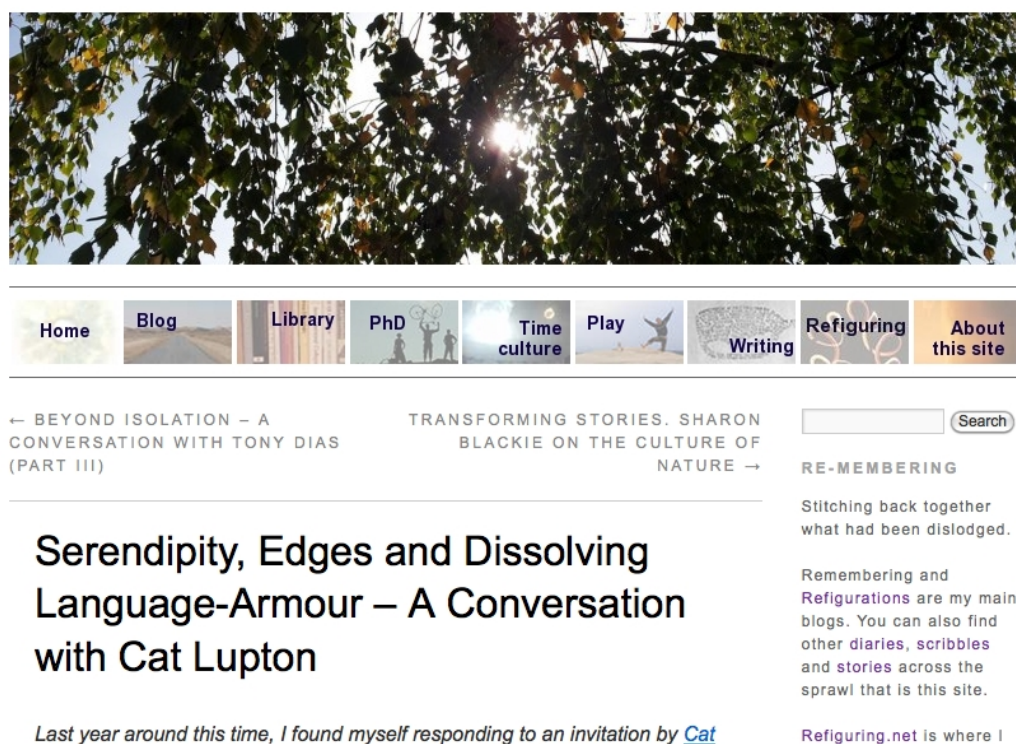 Home
Blog
Library
PhD
Time
culture
Play
Writing
Refiguring
About
this site
← BEYOND ISOLATION – A
CONVERSATION WITH TONY DIAS
(PART III)
TRANSFORMING STORIES. SHARON
BLACKIE ON THE CULTURE OF
NATURE →
Serendipity, Edges and Dissolving
Language-Armour – A Conversation
with Cat Lupton
Last year around this time, I found myself responding to an invitation by Cat
Search
RE-MEMBERING
Stitching back together
what had been dislodged.
Remembering and
Refigurations are my main
blogs. You can also find
other diaries, scribbles
and stories across the
sprawl that is this site.
Refiguring.net is where I